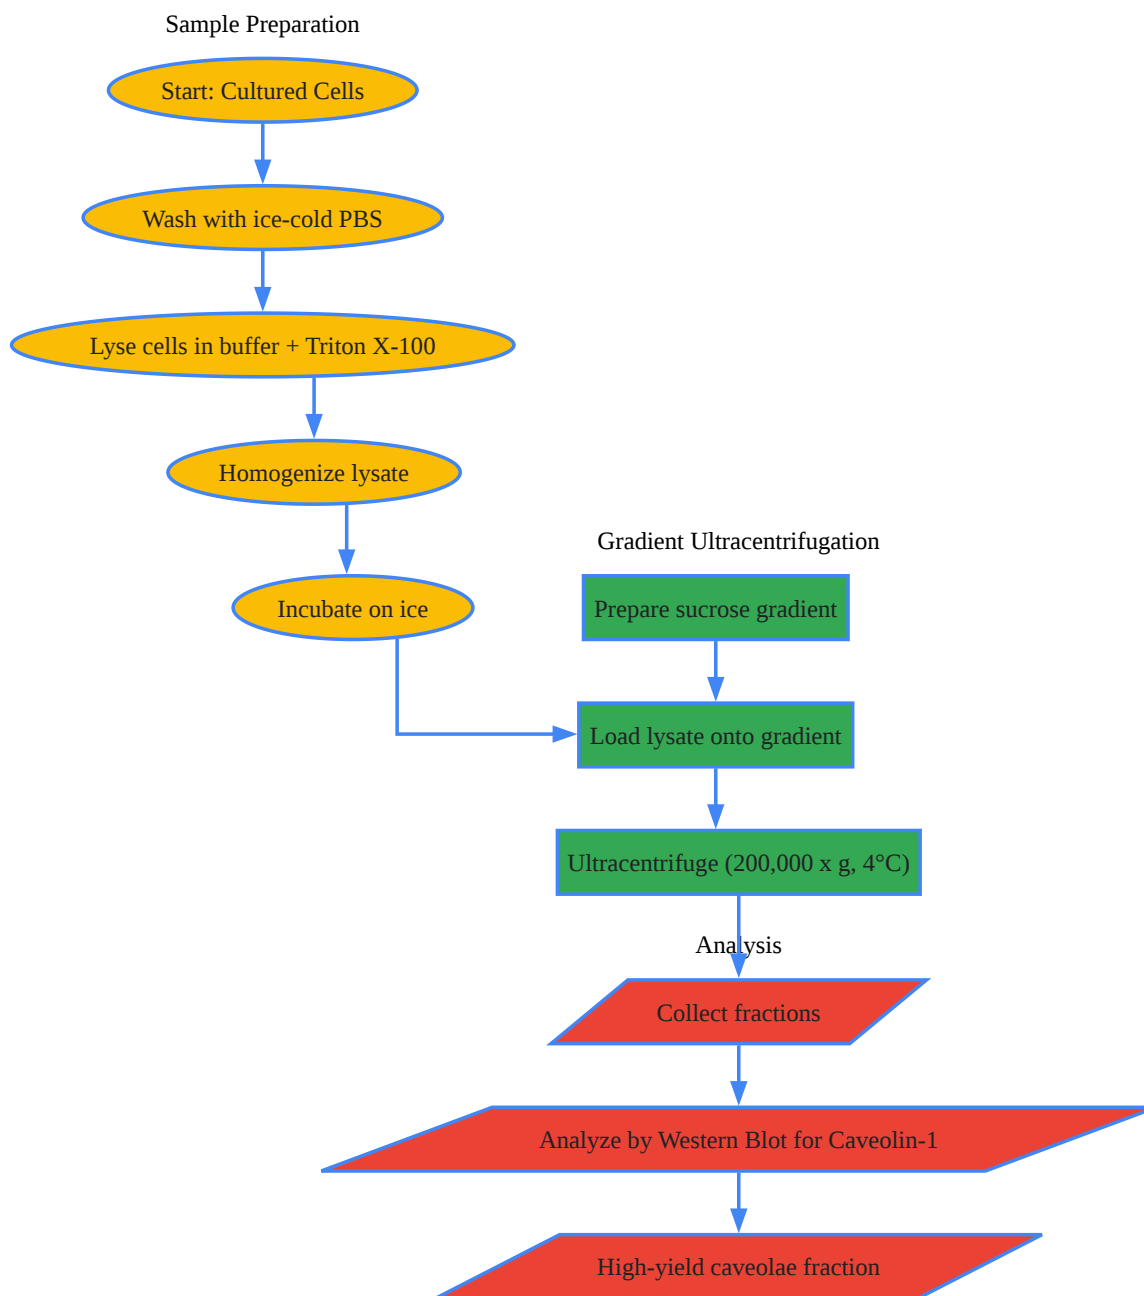 Sample Preparation
Start: Cultured Cells
Wash with ice-cold PBS
Lyse cells in buffer + Triton X-100
Homogenize lysate
Incubate on ice
Gradient Ultracentrifugation
Prepare sucrose gradient
Load lysate onto gradient
Ultracentrifuge (200,000 x g, 4°C)
Analysis
Collect fractions
Analyze by Western Blot for Caveolin-1
High-yield caveolae fraction